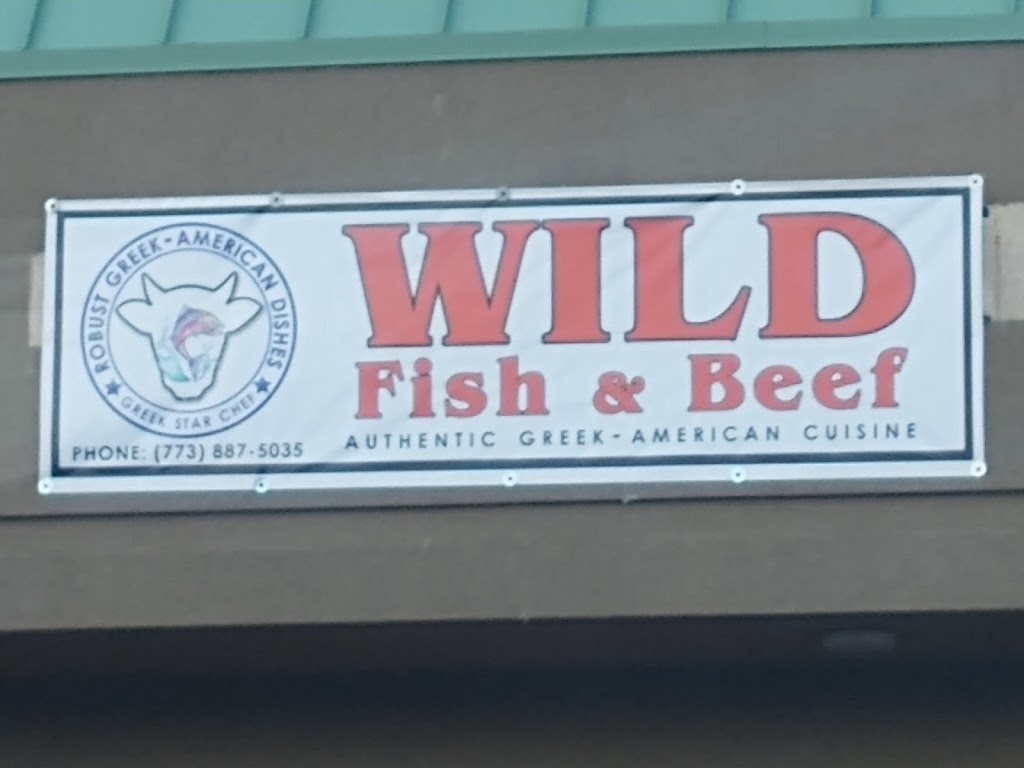 ROBUST GREEK-AMERICAN DISHES
★ GREEK STAR CHEF ★
PHONE: (773) 887-5035
WILD
Fish & Beef
AUTHENTIC GREEK-AMERICAN CUISINE